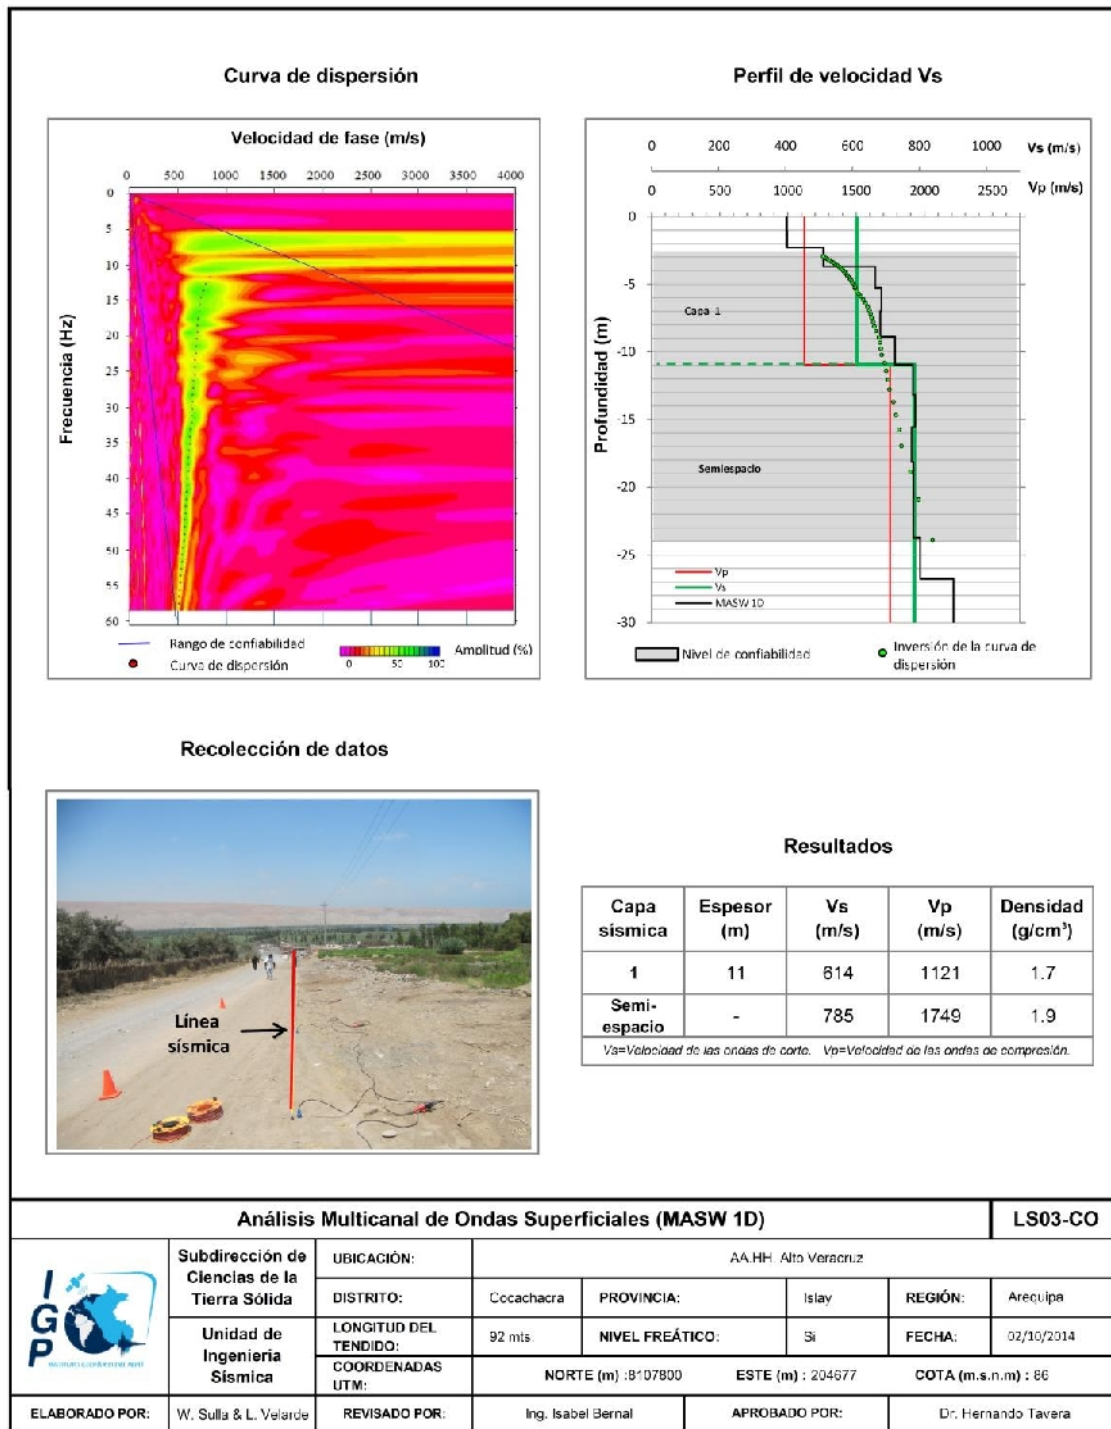 Curva de dispersión
Velocidad de fase (m/s)
0 500 1000 1500 2000 2500 3000 3500 4000
Frecuencia (Hz)
0
5
10
15
20
25
30
35
40
45
50
55
60
Rango de confiabilidad
Curva de dispersión
0 50 100
Amplitud (%)
Perfil de velocidad Vs
0 200 400 600 800 1000 Vs (m/s)
0 500 1000 1500 2000 2500 Vp (m/s)
Profundidad (m)
0
-5
-10
-15
-20
-25
-30
Capa 1
Semiespacio
Vp
Vs
MASW 1D
Nivel de confiabilidad
Inversión de la curva de
dispersión
Recolección de datos
Línea
sísmica
Resultados
Capa sísmica Espesor (m) Vs (m/s) Vp (m/s) Densidad (g/cm³)
1 11 614 1121 1.7
Semi-espacio - 785 1749 1.9
Vs=Velocidad de las ondas de corte. Vp=Velocidad de las ondas de compresión.
Análisis Multicanal de Ondas Superficiales (MASW 1D) LS03-CO
IGP
INSTITUTO GEOFISICO DEL PERU
Subdirección de
Ciencias de la
Tierra Sólida
Unidad de
Ingenieria
Sísmica
UBICACIÓN: AA.HH. Alto Veracruz
DISTRITO: Cocachacra PROVINCIA: Islay REGIÓN: Arequipa
LONGITUD DEL TENDIDO: 92 mts. NIVEL FREÁTICO: Si FECHA: 02/10/2014
COORDENADAS UTM: NORTE (m) :8107800 ESTE (m) : 204677 COTA (m.s.n.m) : 86
ELABORADO POR: W. Sulla & L. Velarde REVISADO POR: Ing. Isabel Bernal APROBADO POR: Dr. Hernando Tavera